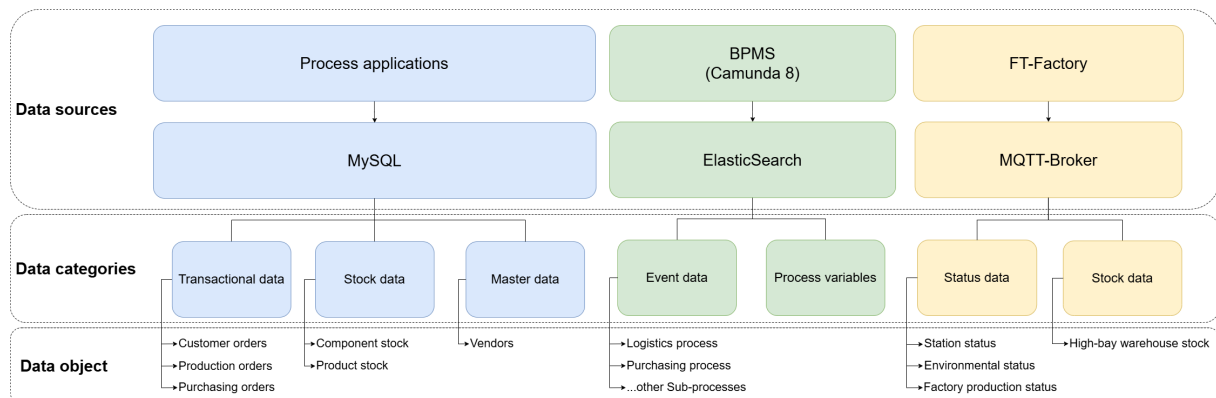 Data sources
Process applications
BPMS
(Camunda 8)
FT-Factory
MySQL
ElasticSearch
MQTT-Broker
Data categories
Transactional data
Stock data
Master data
Event data
Process variables
Status data
Stock data
Data object
Customer orders
Production orders
Purchasing orders
Component stock
Product stock
Vendors
Logistics process
Purchasing process
...other Sub-processes
Station status
Environmental status
Factory production status
High-bay warehouse stock